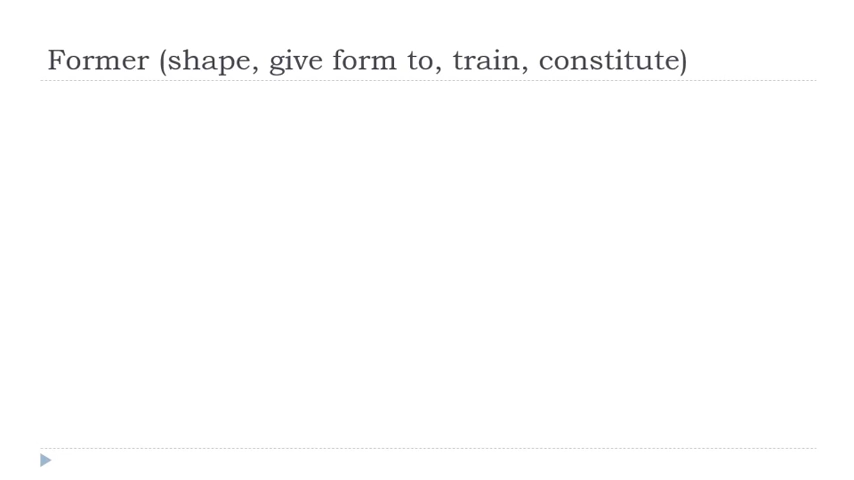 Former (shape, give form to, train, constitute)